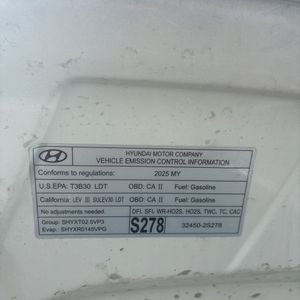 HYUNDAI MOTOR COMPANY
VEHICLE EMISSION CONTROL INFORMATION
Conforms to regulations: 2025 MY
U.S.EPA: T3B30 LDT OBD: CA II Fuel: Gasoline
California: LEV III SULEV30 LDT OBD: CA II Fuel: Gasoline
No adjustments needed. DFI, SFI, WR-HO2S, HO2S, TWC, TC, CAC
Group: SHYXT02.5VP3
Evap.: SHYXR0145VPG
S278 32450-2S278